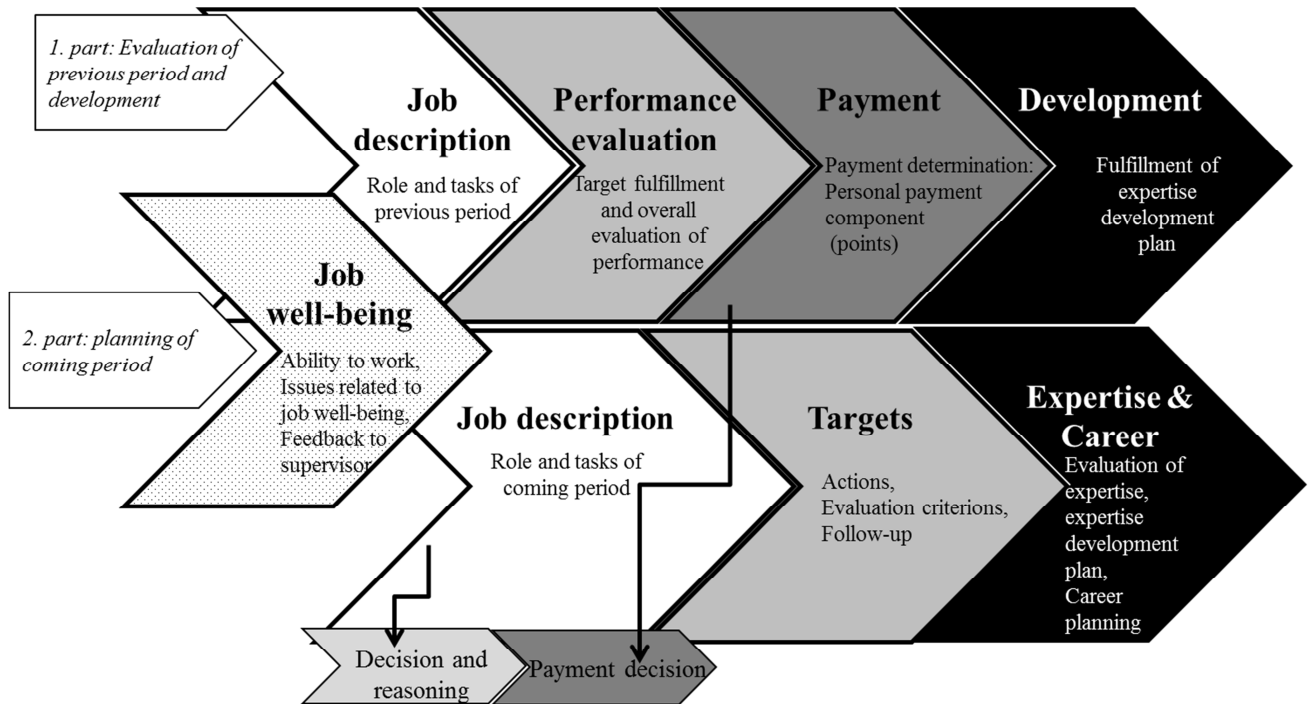 1. part: Evaluation of
previous period and
development
Job
description
Role and tasks of
previous period
Performance
evaluation
Target fulfillment
and overall
evaluation of
performance
Payment
Payment determination:
Personal payment
component
(points)
Development
Fulfillment of
expertise
development
plan
2. part: planning of
coming period
Job
well-being
Ability to work,
Issues related to
job well-being,
Feedback to
supervisor
Job description
Role and tasks of
coming period
Targets
Actions,
Evaluation criterions,
Follow-up
Expertise &
Career
Evaluation of
expertise,
expertise
development
plan,
Career
planning
Decision and
reasoning
Payment decision